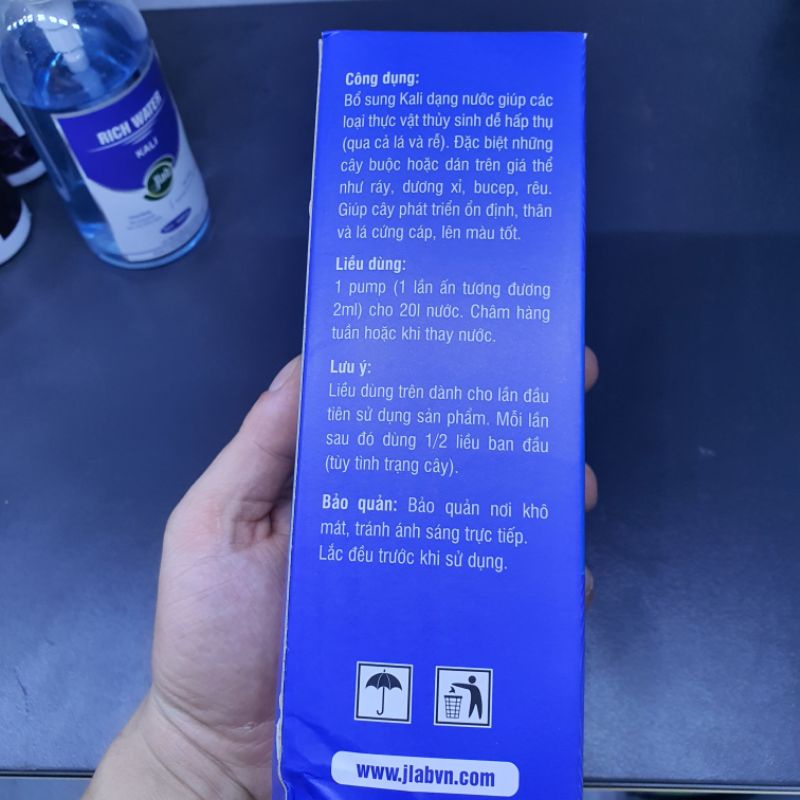 RICH WATER
KALI
Jlab
Công dụng:
Bổ sung Kali dạng nước giúp các
loại thực vật thủy sinh dễ hấp thụ
(qua cả lá và rễ). Đặc biệt những
cây buộc hoặc dán trên giá thể
như ráy, dương xỉ, bucep, rêu.
Giúp cây phát triển ổn định, thân
và lá cứng cáp, lên màu tốt.
Liều dùng:
1 pump (1 lần ấn tương đương
2ml) cho 20l nước. Châm hàng
tuần hoặc khi thay nước.
Lưu ý:
Liều dùng trên dành cho lần đầu
tiên sử dụng sản phẩm. Mỗi lần
sau đó dùng 1/2 liều ban đầu
(tùy tình trạng cây).
Bảo quản: Bảo quản nơi khô
mát, tránh ánh sáng trực tiếp.
Lắc đều trước khi sử dụng.
www.jlabvn.com